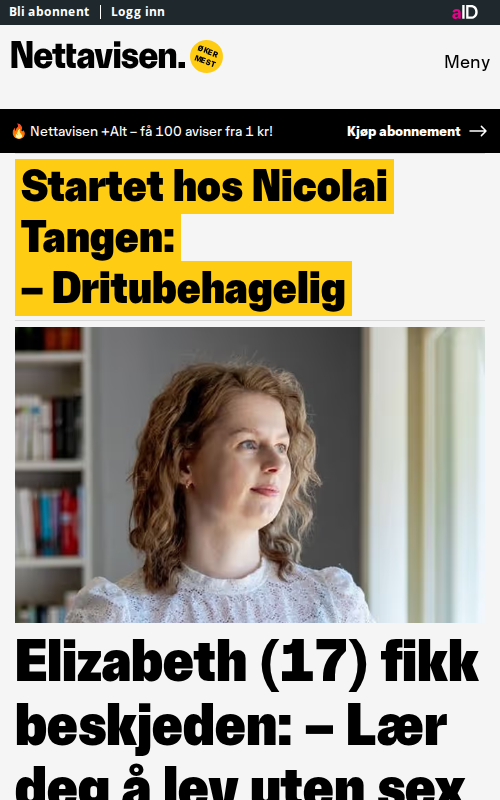 Bli abonnent | Logg inn
aID
Nettavisen.
ØKER
MEST
Meny
🔥 Nettavisen +Alt – få 100 aviser fra 1 kr!
Kjøp abonnement →
Startet hos Nicolai
Tangen:
– Dritubehagelig
Elizabeth (17) fikk
beskjeden: – Lær
deg å lev uten sex